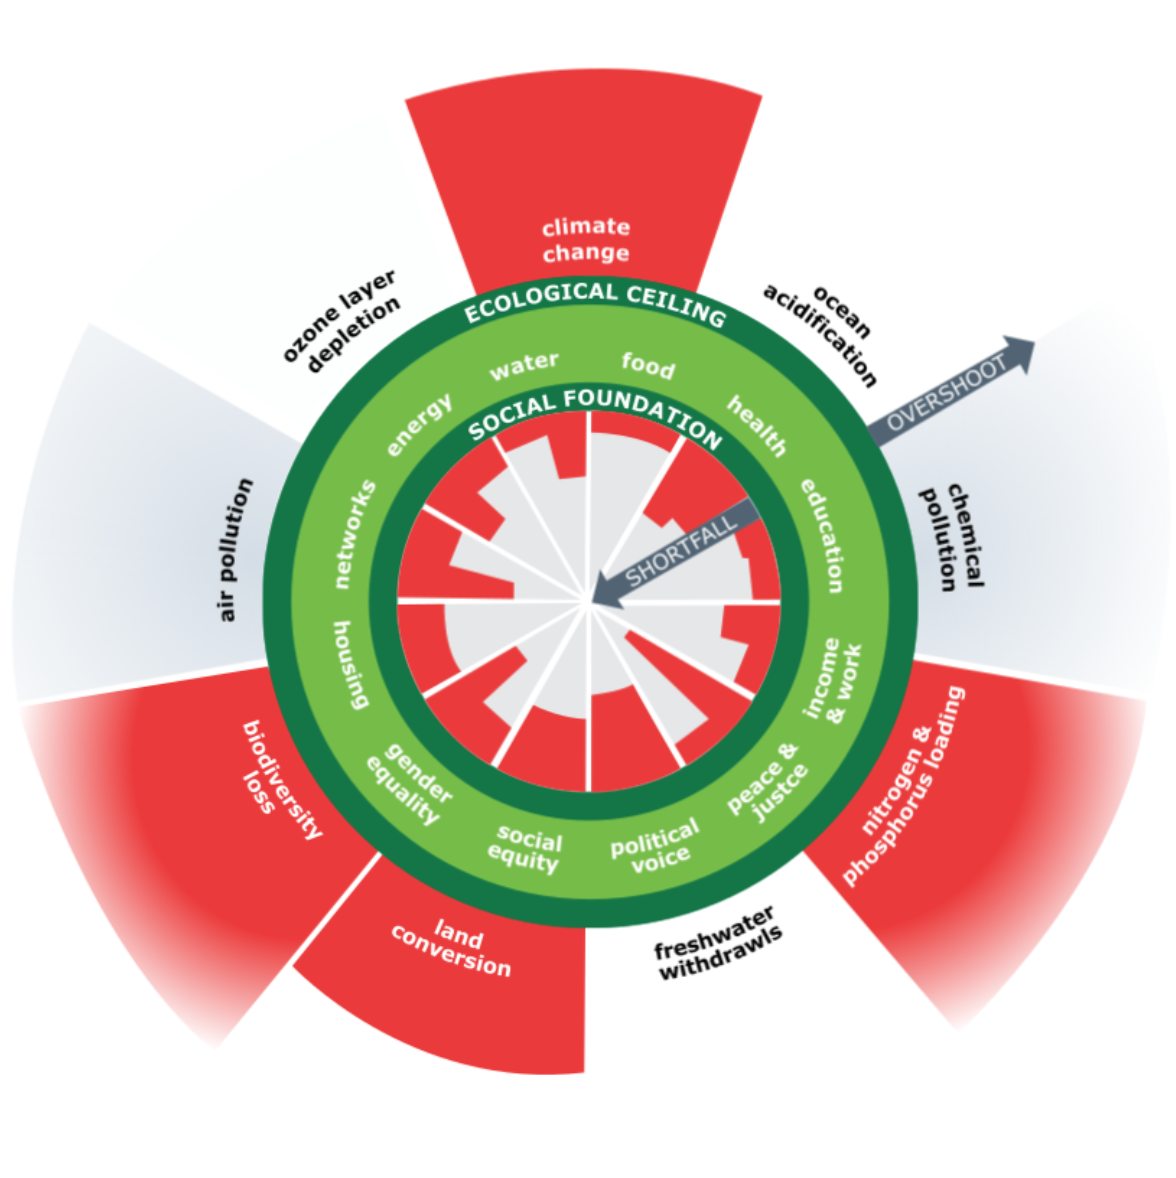 climate
change
ocean
acidification
OVERSHOOT
chemical
pollution
nitrogen &
phosphorus loading
freshwater
withdrawls
land
conversion
biodiversity
loss
air pollution
ozone layer
depletion
ECOLOGICAL CEILING
water
food
health
education
income
& work
peace &
justce
political
voice
social
equity
gender
equality
housing
networks
energy
SOCIAL FOUNDATION
SHORTFALL